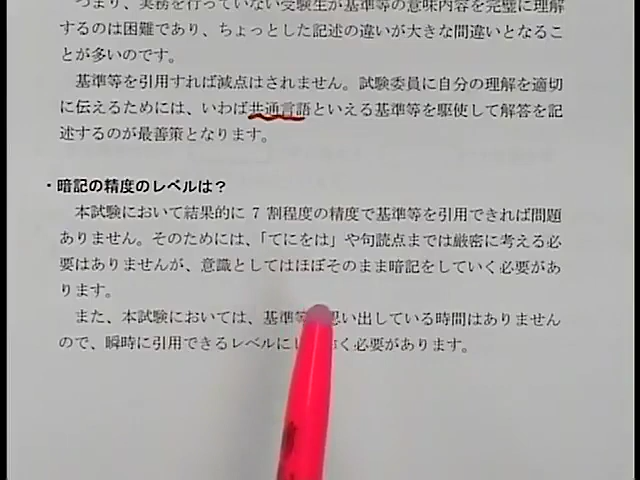 つまり、実務を行っていない受験生が基準等の意味内容を完璧に理解
するのは困難であり、ちょっとした記述の違いが大きな間違いとなるこ
とが多いのです。
基準等を引用すれば減点はされません。試験委員に自分の理解を適切
に伝えるためには、いわば共通言語といえる基準等を駆使して解答を記
述するのが最善策となります。
・暗記の精度のレベルは？
本試験において結果的に７割程度の精度で基準等を引用できれば問題
ありません。そのためには、「てにをは」や句読点までは厳密に考える必
要はありませんが、意識としてはほぼそのまま暗記をしていく必要があ
ります。
また、本試験においては、基準等 思い出している時間はありません
ので、瞬時に引用できるレベルに く必要があります。